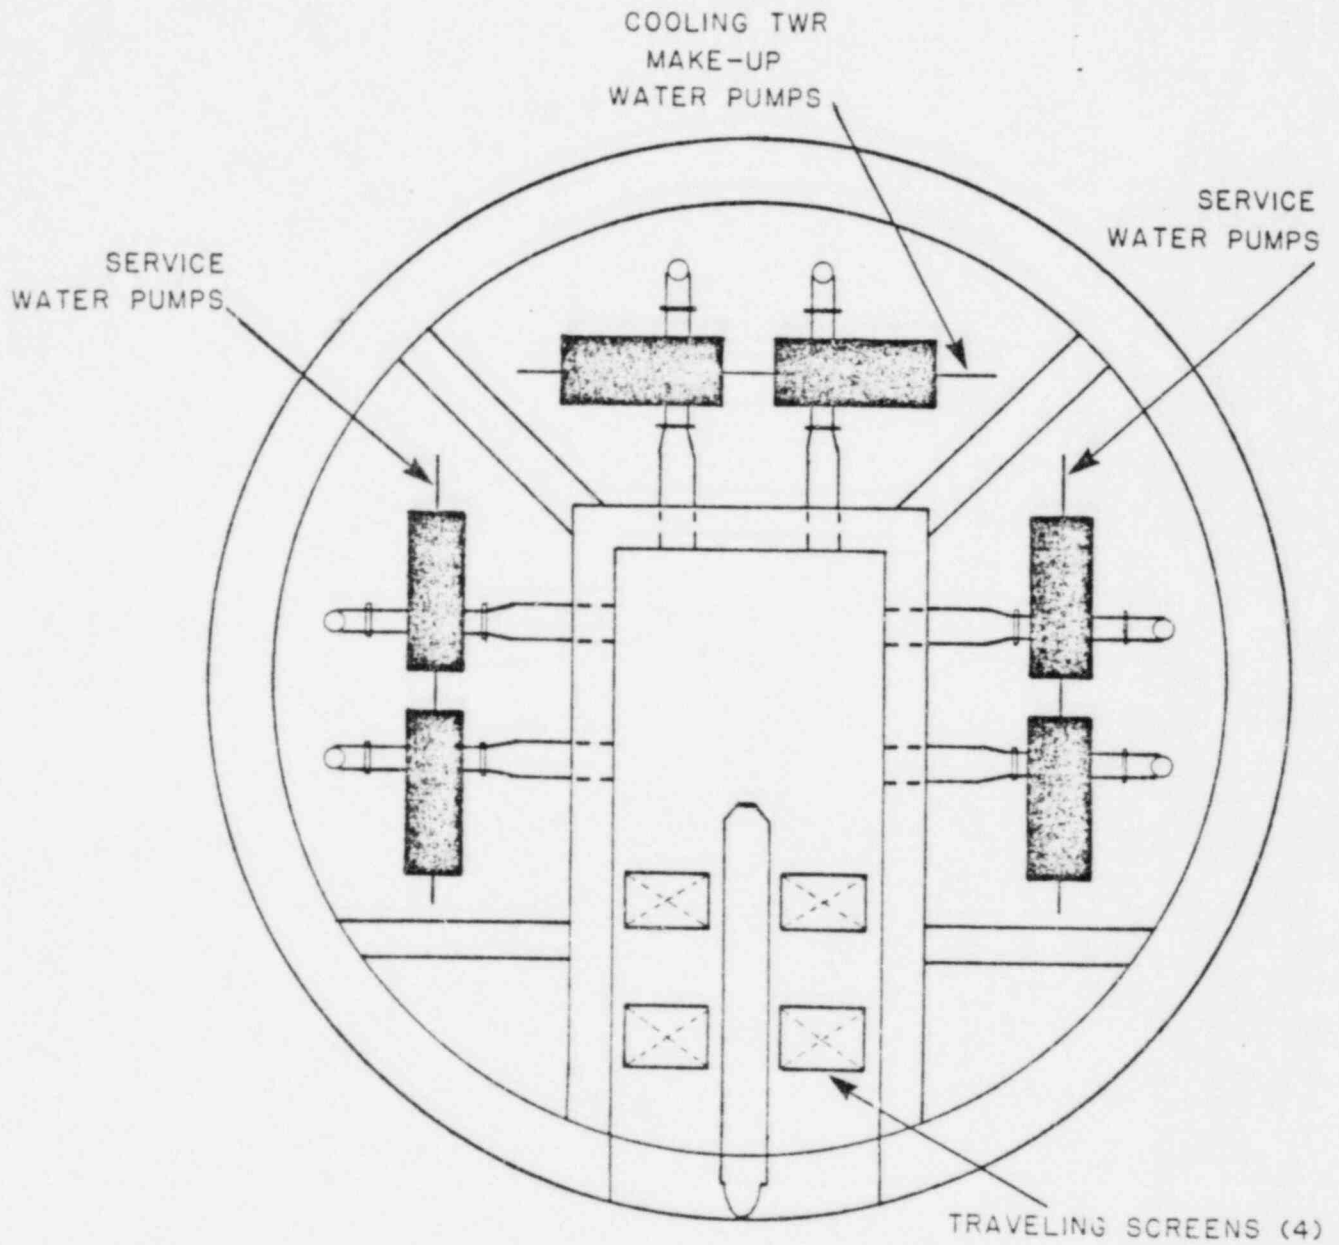 COOLING TWR
MAKE-UP
WATER PUMPS
SERVICE
WATER PUMPS
SERVICE
WATER PUMPS
TRAVELING SCREENS (4)